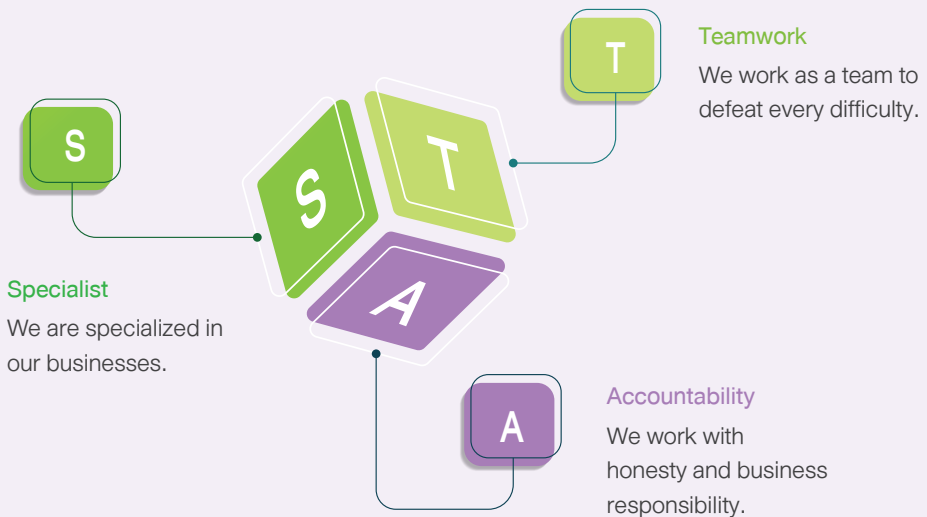 S
Specialist
We are specialized in
our businesses.
S
T
A
T
Teamwork
We work as a team to
defeat every difficulty.
A
Accountability
We work with
honesty and business
responsibility.